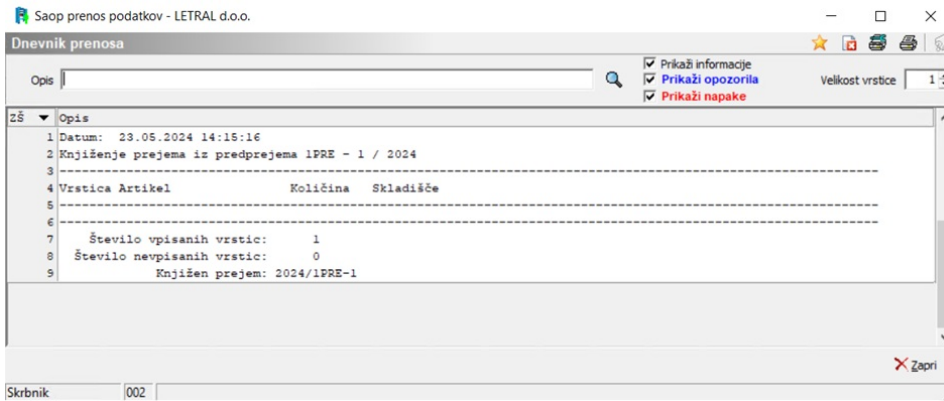 Saop prenos podatkov - LETRAL d.o.o.
Dnevnik prenosa
Opis
Prikaži informacije
Prikaži opozorila
Prikaži napake
Velikost vrstice 1
ZŠ Opis
1 Datum: 23.05.2024 14:15:16
2 Knjiženje prejema iz predprejema 1PRE - 1 / 2024
3 ----------------------------------------------------------------
4 Vrstica Artikel Količina Skladišče
5 ----------------------------------------------------------------
6 ----------------------------------------------------------------
7 Število vpisanih vrstic: 1
8 Število nevpisanih vrstic: 0
9 Knjižen prejem: 2024/1PRE-1
Zapri
Skrbnik 002